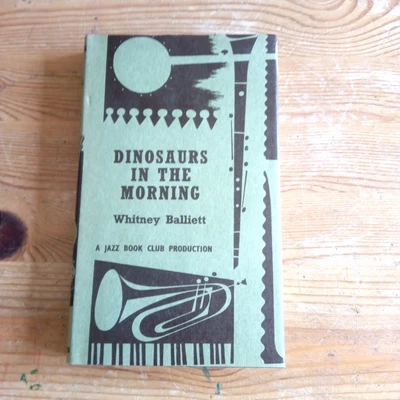 DINOSAURS
IN THE
MORNING
Whitney Balliett
A JAZZ BOOK CLUB PRODUCTION